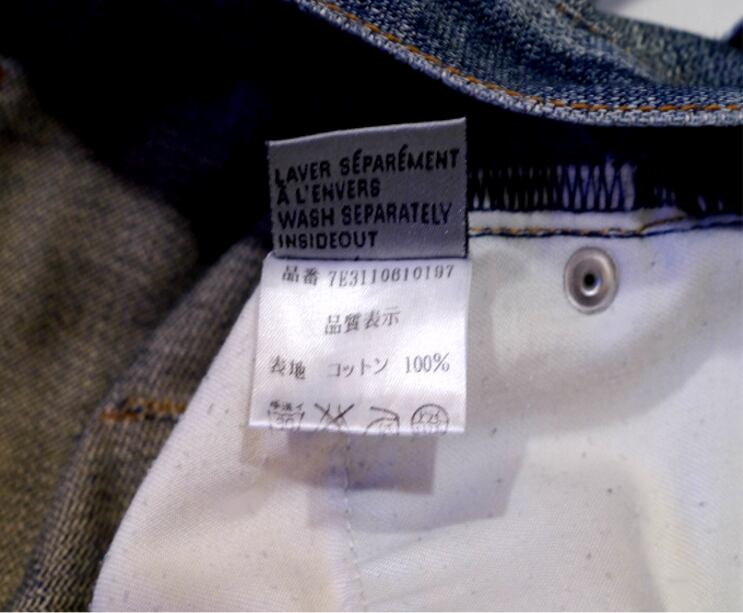 LAVER SÉPARÉMENT
À L'ENVERS
WASH SEPARATELY
INSIDEOUT
品番 7E3110610197
品質表示
表地 コットン 100%